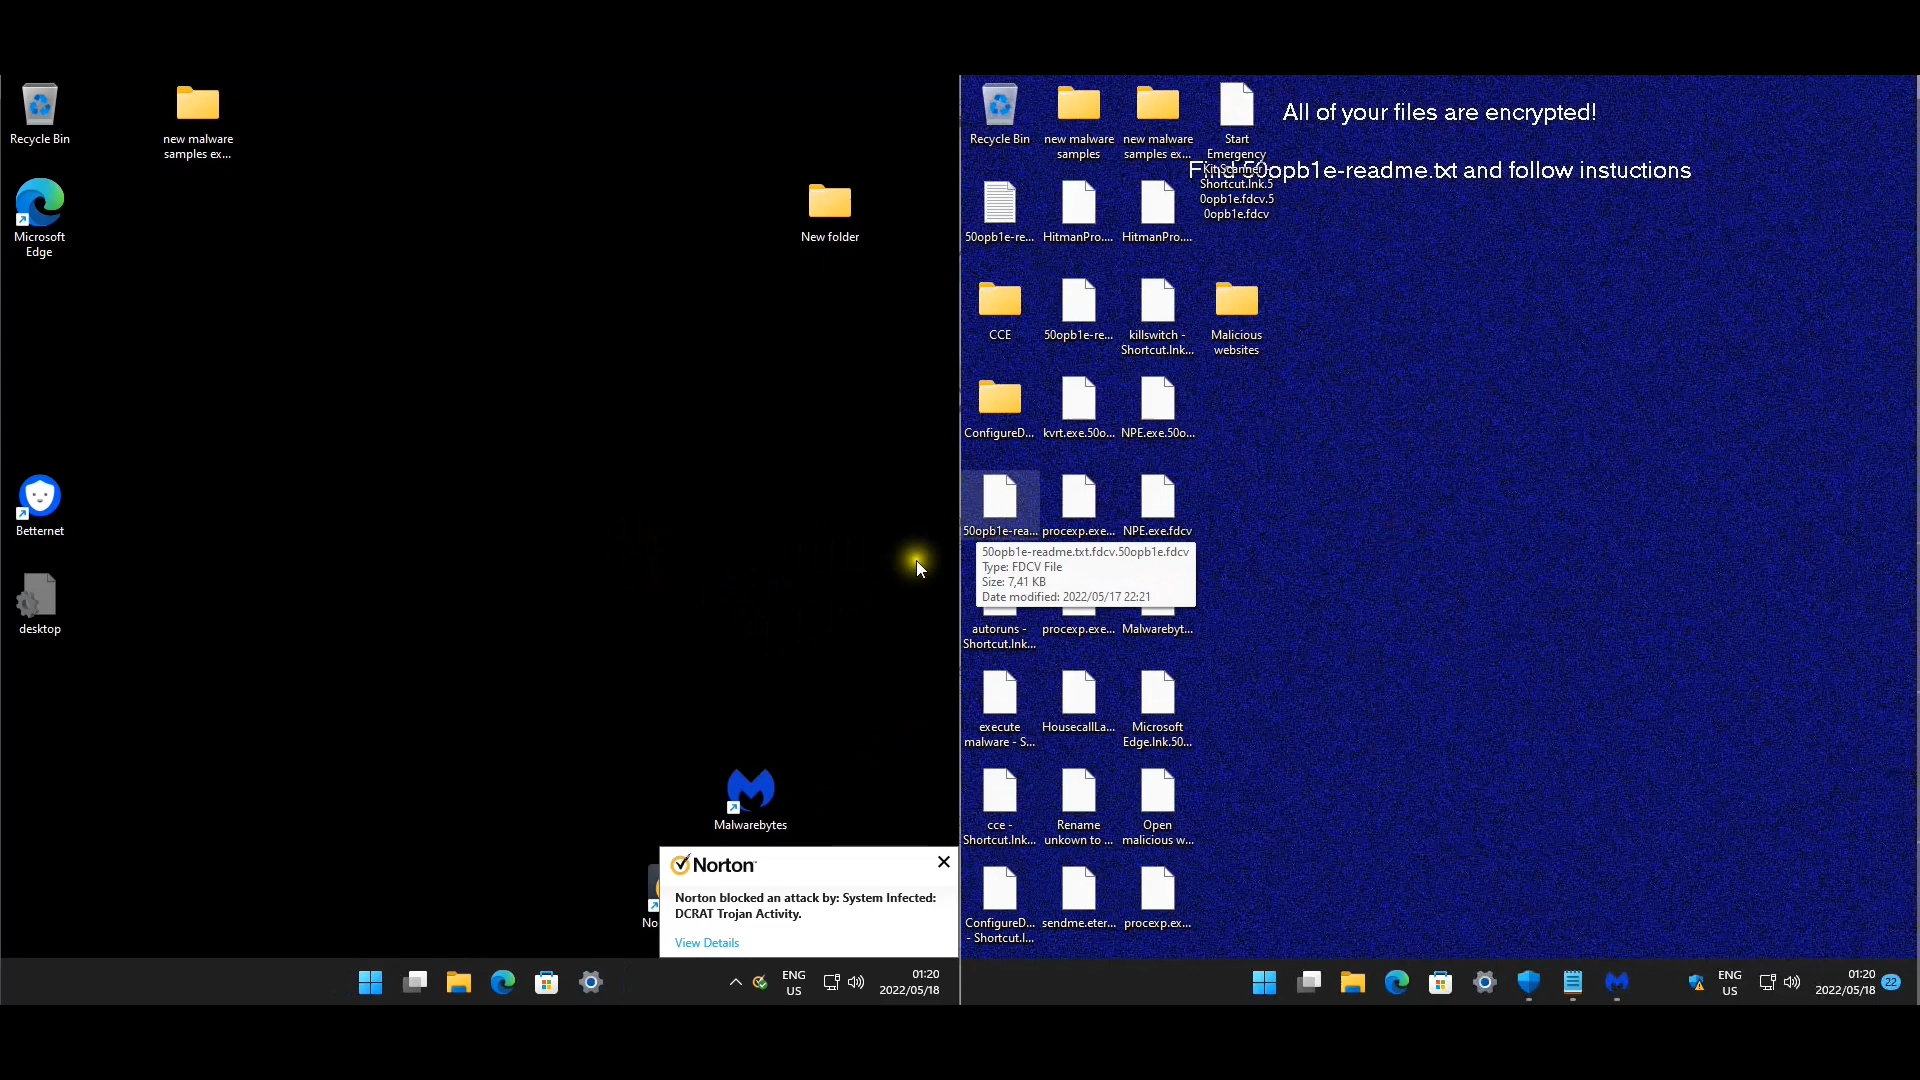 Recycle Bin
new malware
samples ex...
Microsoft
Edge
New folder
Betternet
desktop
Malwarebytes
No
Norton
Norton blocked an attack by: System Infected:
DCRAT Trojan Activity.
View Details
ENG
US
01:20
2022/05/18
All of your files are encrypted!
50opb1e-readme.txt and follow instuctions
Recycle Bin
new malware
samples
new malware
samples ex...
Start
Emergency
Kit Scanner -
Shortcut.lnk.5
0opb1e.fdcv.5
0opb1e.fdcv
50opb1e-re...
HitmanPro....
HitmanPro....
CCE
50opb1e-re...
killswitch -
Shortcut.lnk...
Malicious
websites
ConfigureD...
kvrt.exe.50o...
NPE.exe.50o...
50opb1e-rea...
procexp.exe...
NPE.exe.fdcv
50opb1e-readme.txt.fdcv.50opb1e.fdcv
Type: FDCV File
Size: 7,41 KB
Date modified: 2022/05/17 22:21
autoruns -
Shortcut.lnk...
procexp.exe...
Malwarebyt...
execute
malware - S...
HousecallLa...
Microsoft
Edge.lnk.50...
cce -
Shortcut.lnk...
Rename
unkown to ...
Open
malicious w...
ConfigureD...
- Shortcut.l...
sendme.eter...
procexp.ex...
ENG
US
01:20
2022/05/18
22